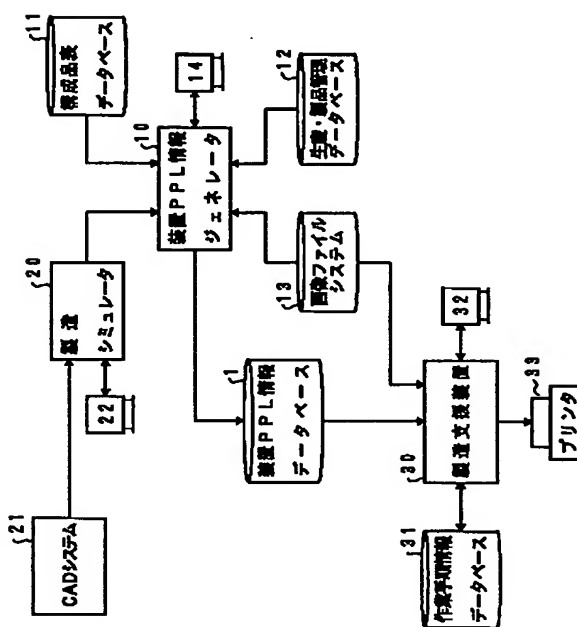 21
CADシステム
20
製造
シミュレータ
22
11
構成品表
データベース
10
装置PPL情報
ジェネレータ
14
12
生産・製品管理
データベース
13
画像ファイル
システム
1
装置PPL情報
データベース
30
製造支援装置
32
31
作業手順情報
データベース
33
プリンタ